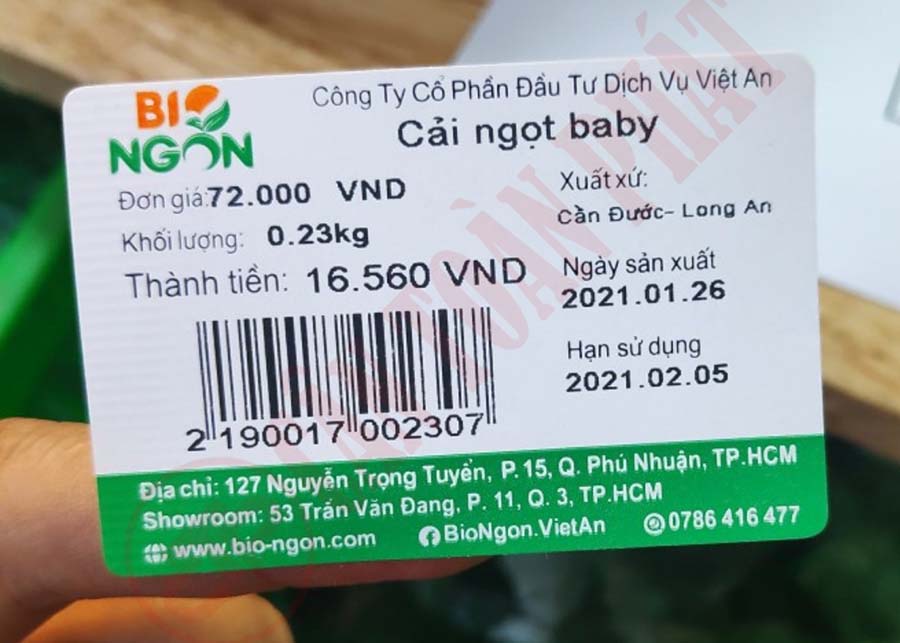 BIO NGON
Công Ty Cổ Phần Đầu Tư Dịch Vụ Việt An
Cải ngọt baby
Đơn giá:72.000 VND
Khối lượng: 0.23kg
Thành tiền: 16.560 VND
Xuất xứ:
Cần Đước- Long An
Ngày sản xuất
2021.01.26
Hạn sử dụng
2021.02.05
2 190017 002307
Địa chỉ: 127 Nguyễn Trọng Tuyển, P. 15, Q. Phú Nhuận, TP.HCM
Showroom: 53 Trần Văn Đang, P. 11, Q. 3, TP.HCM
www.bio-ngon.com BioNgon.VietAn 0786 416 477
TOÀN PHÁT